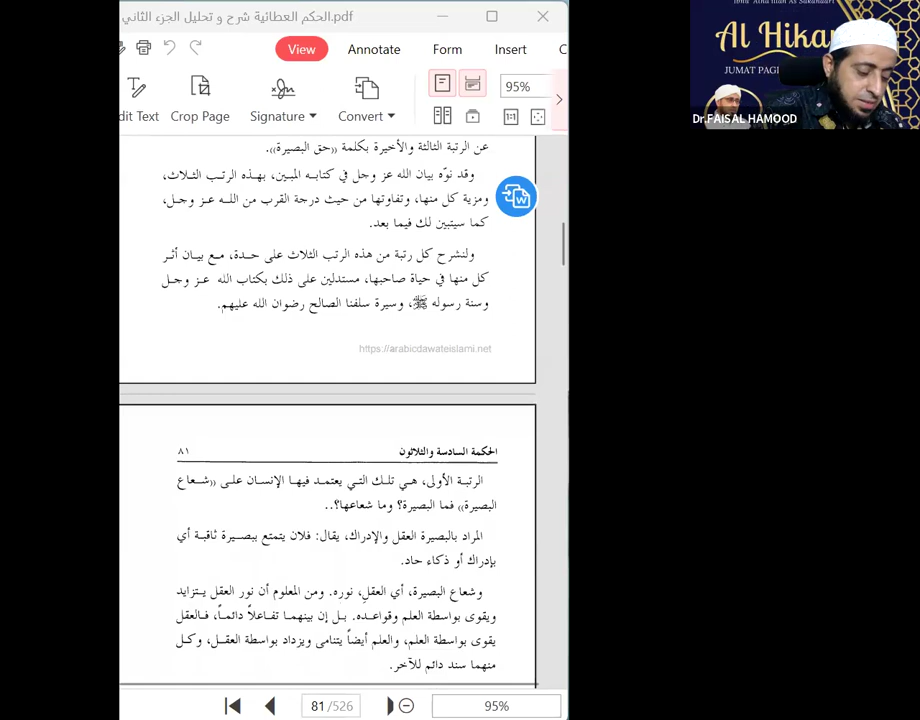 الحكم العطائية شرح و تحليل الجزء الثاني.pdf
View
Annotate
Form
Insert
dit Text
Crop Page
Signature
Convert
95%
عن الرتبة الثالثة والأخيرة بكلمة «حق البصيرة».
وقد نوّه بيان الله عز وجل في كتابه المبين، بهذه الرتب الثلاث،
ومزية كل منها، وتفاوتها من حيث درجة القرب من الله عز وجل،
كما سيتبين لك فيما بعد.
ولنشرح كل رتبة من هذه الرتب الثلاث على حدة، مع بيان أثر
كل منها في حياة صاحبها، مستدلين على ذلك بكتاب الله عز وجل
وسنة رسوله ﷺ، وسيرة سلفنا الصالح رضوان الله عليهم.
https://arabicdawateislami.net
الحكمة السادسة والثلاثون
٨١
الرتبة الأولى، هي تلك التي يعتمد فيها الإنسان على «شعاع
البصيرة» فما البصيرة؟ وما شعاعها؟..
المراد بالبصيرة العقل والإدراك، يقال: فلان يتمتع ببصيرة ثاقبة أي
بإدراك أو ذكاء حاد.
وشعاع البصيرة، أي العقل، نوره. ومن المعلوم أن نور العقل يتزايد
ويقوى بواسطة العلم وقواعده. بل إن بينهما تفاعلاً دائماً، فالعقل
يقوى بواسطة العلم، والعلم أيضاً يتنامى ويزداد بواسطة العقل، وكل
منهما سند دائم للآخر.
81 /526
95%
Al Hika
JUMAT PAGI
Dr.FAISAL HAMOOD